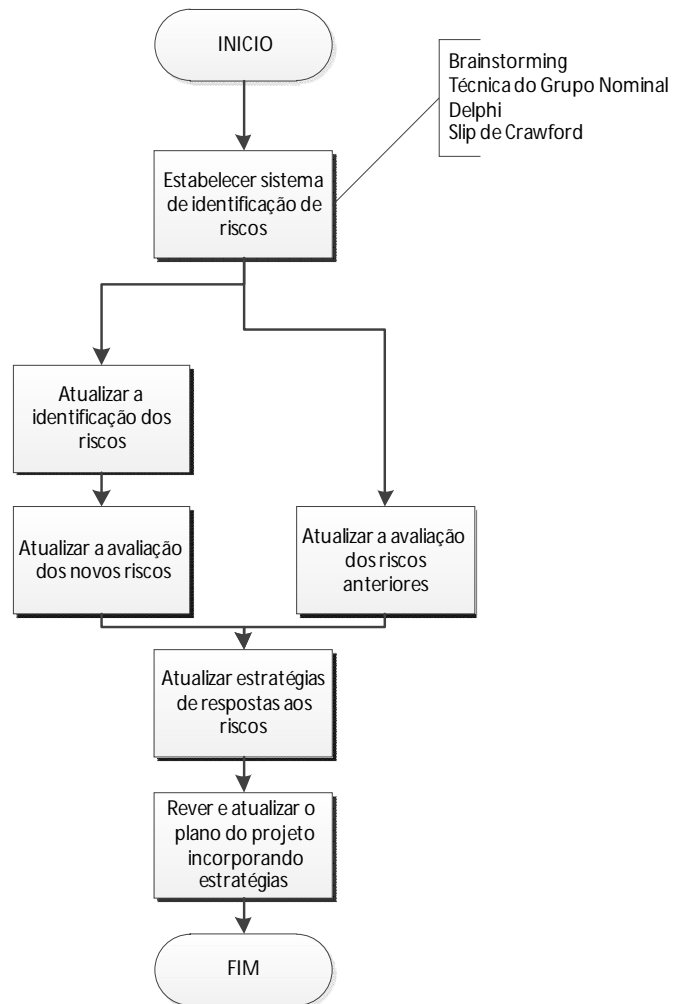 INICIO
Brainstorming
Técnica do Grupo Nominal
Delphi
Slip de Crawford
Estabelecer sistema
de identificação de
riscos
Atualizar a
identificação dos
riscos
Atualizar a avaliação
dos novos riscos
Atualizar a avaliação
dos riscos
anteriores
Atualizar estratégias
de respostas aos
riscos
Rever e atualizar o
plano do projeto
incorporando
estratégias
FIM